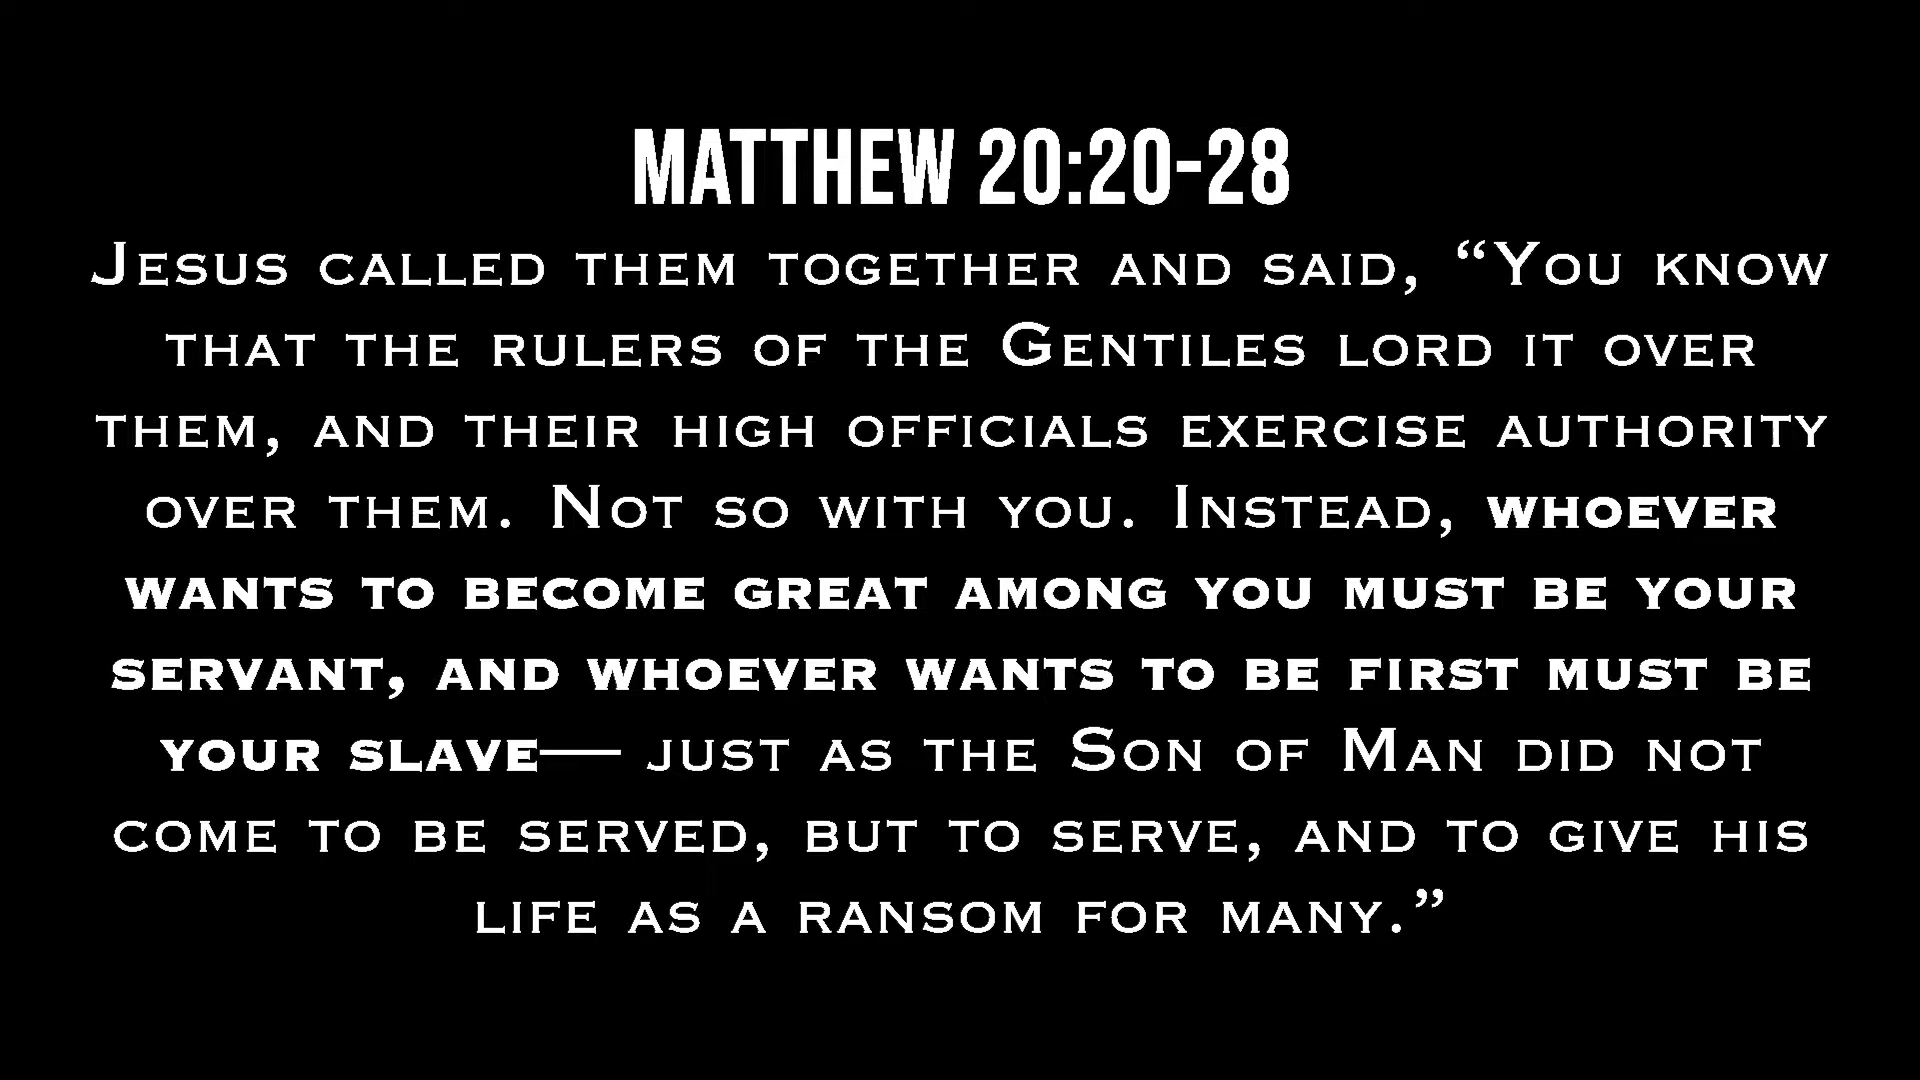 MATTHEW 20:20-28
Jesus called them together and said, “You know
that the rulers of the Gentiles lord it over
them, and their high officials exercise authority
over them. Not so with you. Instead, whoever
wants to become great among you must be your
servant, and whoever wants to be first must be
your slave— just as the Son of Man did not
come to be served, but to serve, and to give his
life as a ransom for many.”